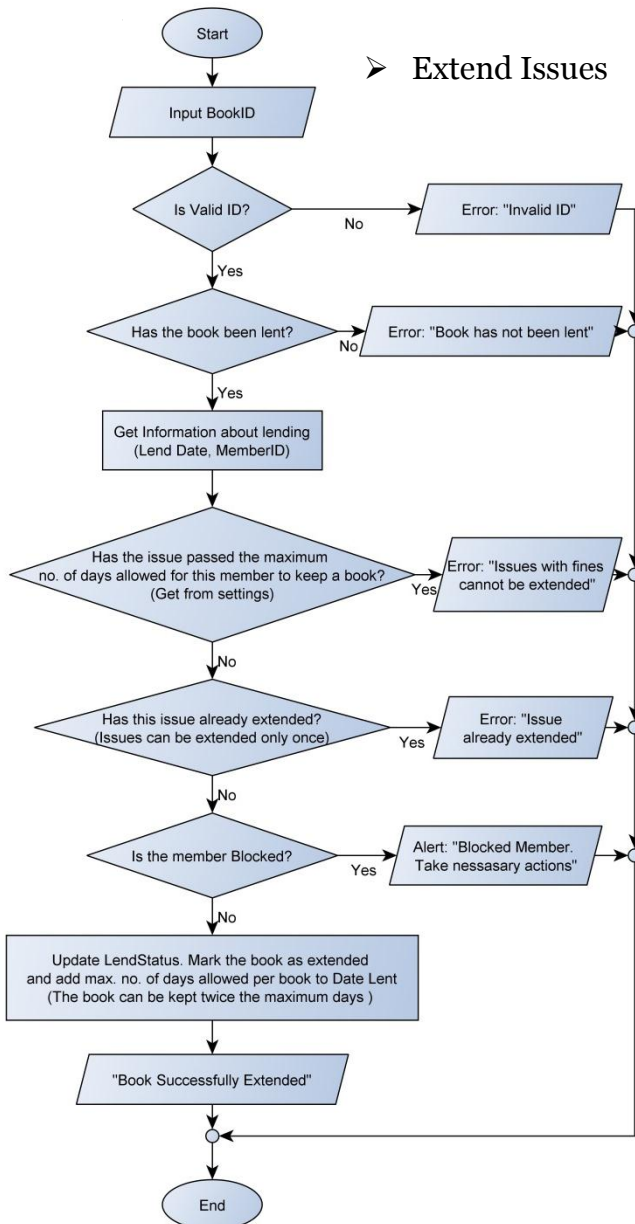 Start
➢ Extend Issues
Input BookID
Is Valid ID?
No
Error: "Invalid ID"
Yes
Has the book been lent?
No
Error: "Book has not been lent"
Yes
Get Information about lending
(Lend Date, MemberID)
Has the issue passed the maximum
no. of days allowed for this member to keep a book?
(Get from settings)
Yes
Error: "Issues with fines
cannot be extended"
No
Has this issue already extended?
(Issues can be extended only once)
Yes
Error: "Issue
already extended"
No
Is the member Blocked?
Yes
Alert: "Blocked Member.
Take nessasary actions"
No
Update LendStatus. Mark the book as extended
and add max. no. of days allowed per book to Date Lent
(The book can be kept twice the maximum days )
"Book Successfully Extended"
End